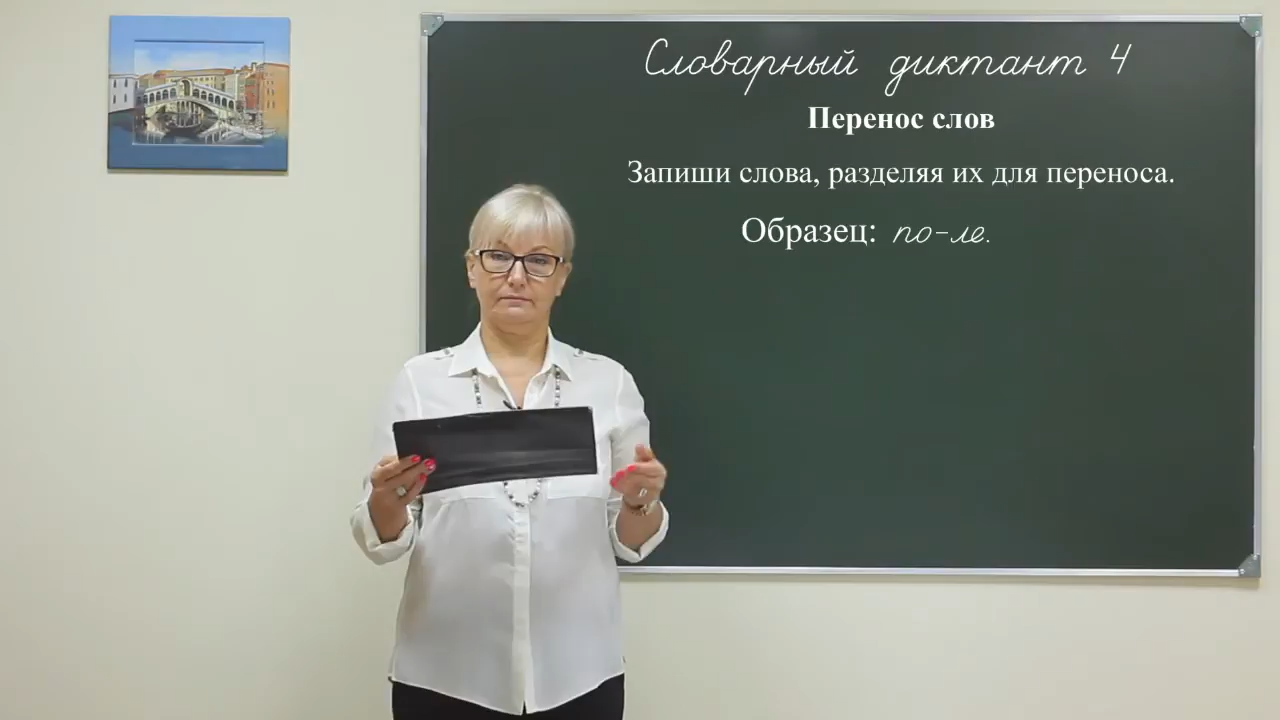 Словарный диктант 4
Перенос слов
Запиши слова, разделяя их для переноса.
Образец: по-ле.